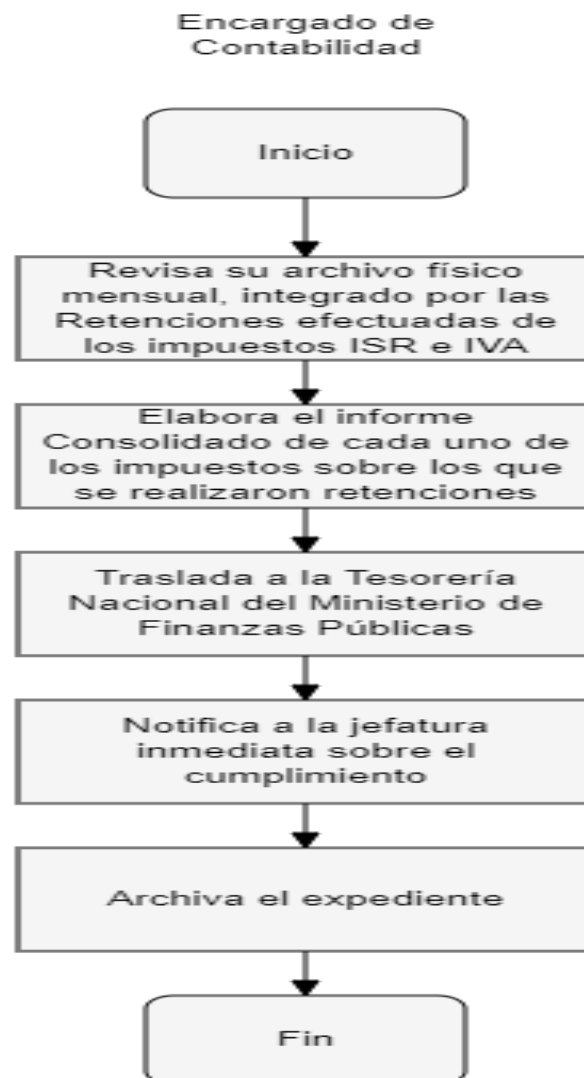 Encargado de
Contabilidad
Inicio
Revisa su archivo físico
mensual, integrado por las
Retenciones efectuadas de
los impuestos ISR e IVA
Elabora el informe
Consolidado de cada uno de
los impuestos sobre los que
se realizaron retenciones
Traslada a la Tesorería
Nacional del Ministerio de
Finanzas Públicas
Notifica a la jefatura
inmediata sobre el
cumplimiento
Archiva el expediente
Fin